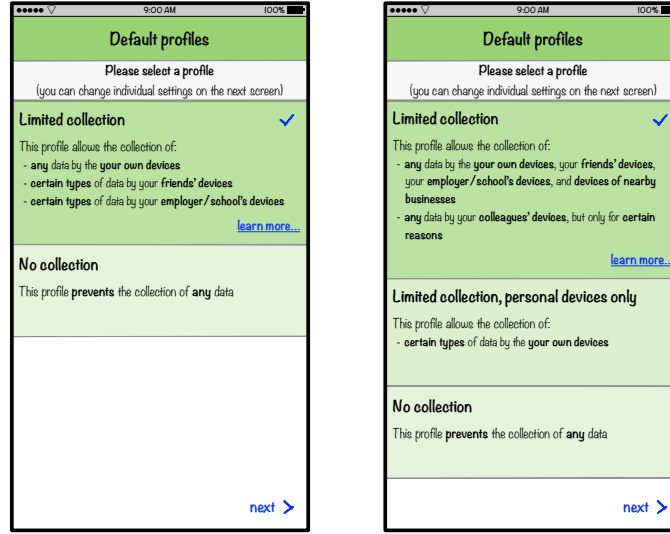 9:00 AM
100%
Default profiles
Please select a profile
(you can change individual settings on the next screen)
Limited collection
This profile allows the collection of:
- any data by the your own devices
- certain types of data by your friends' devices
- certain types of data by your employer/school's devices
learn more...
No collection
This profile prevents the collection of any data
next
9:00 AM
100%
Default profiles
Please select a profile
(you can change individual settings on the next screen)
Limited collection
This profile allows the collection of:
- any data by the your own devices, your friends' devices,
your employer/school's devices, and devices of nearby
businesses
- any data by your colleagues' devices, but only for certain
reasons
learn more...
Limited collection, personal devices only
This profile allows the collection of:
- certain types of data by the your own devices
No collection
This profile prevents the collection of any data
next